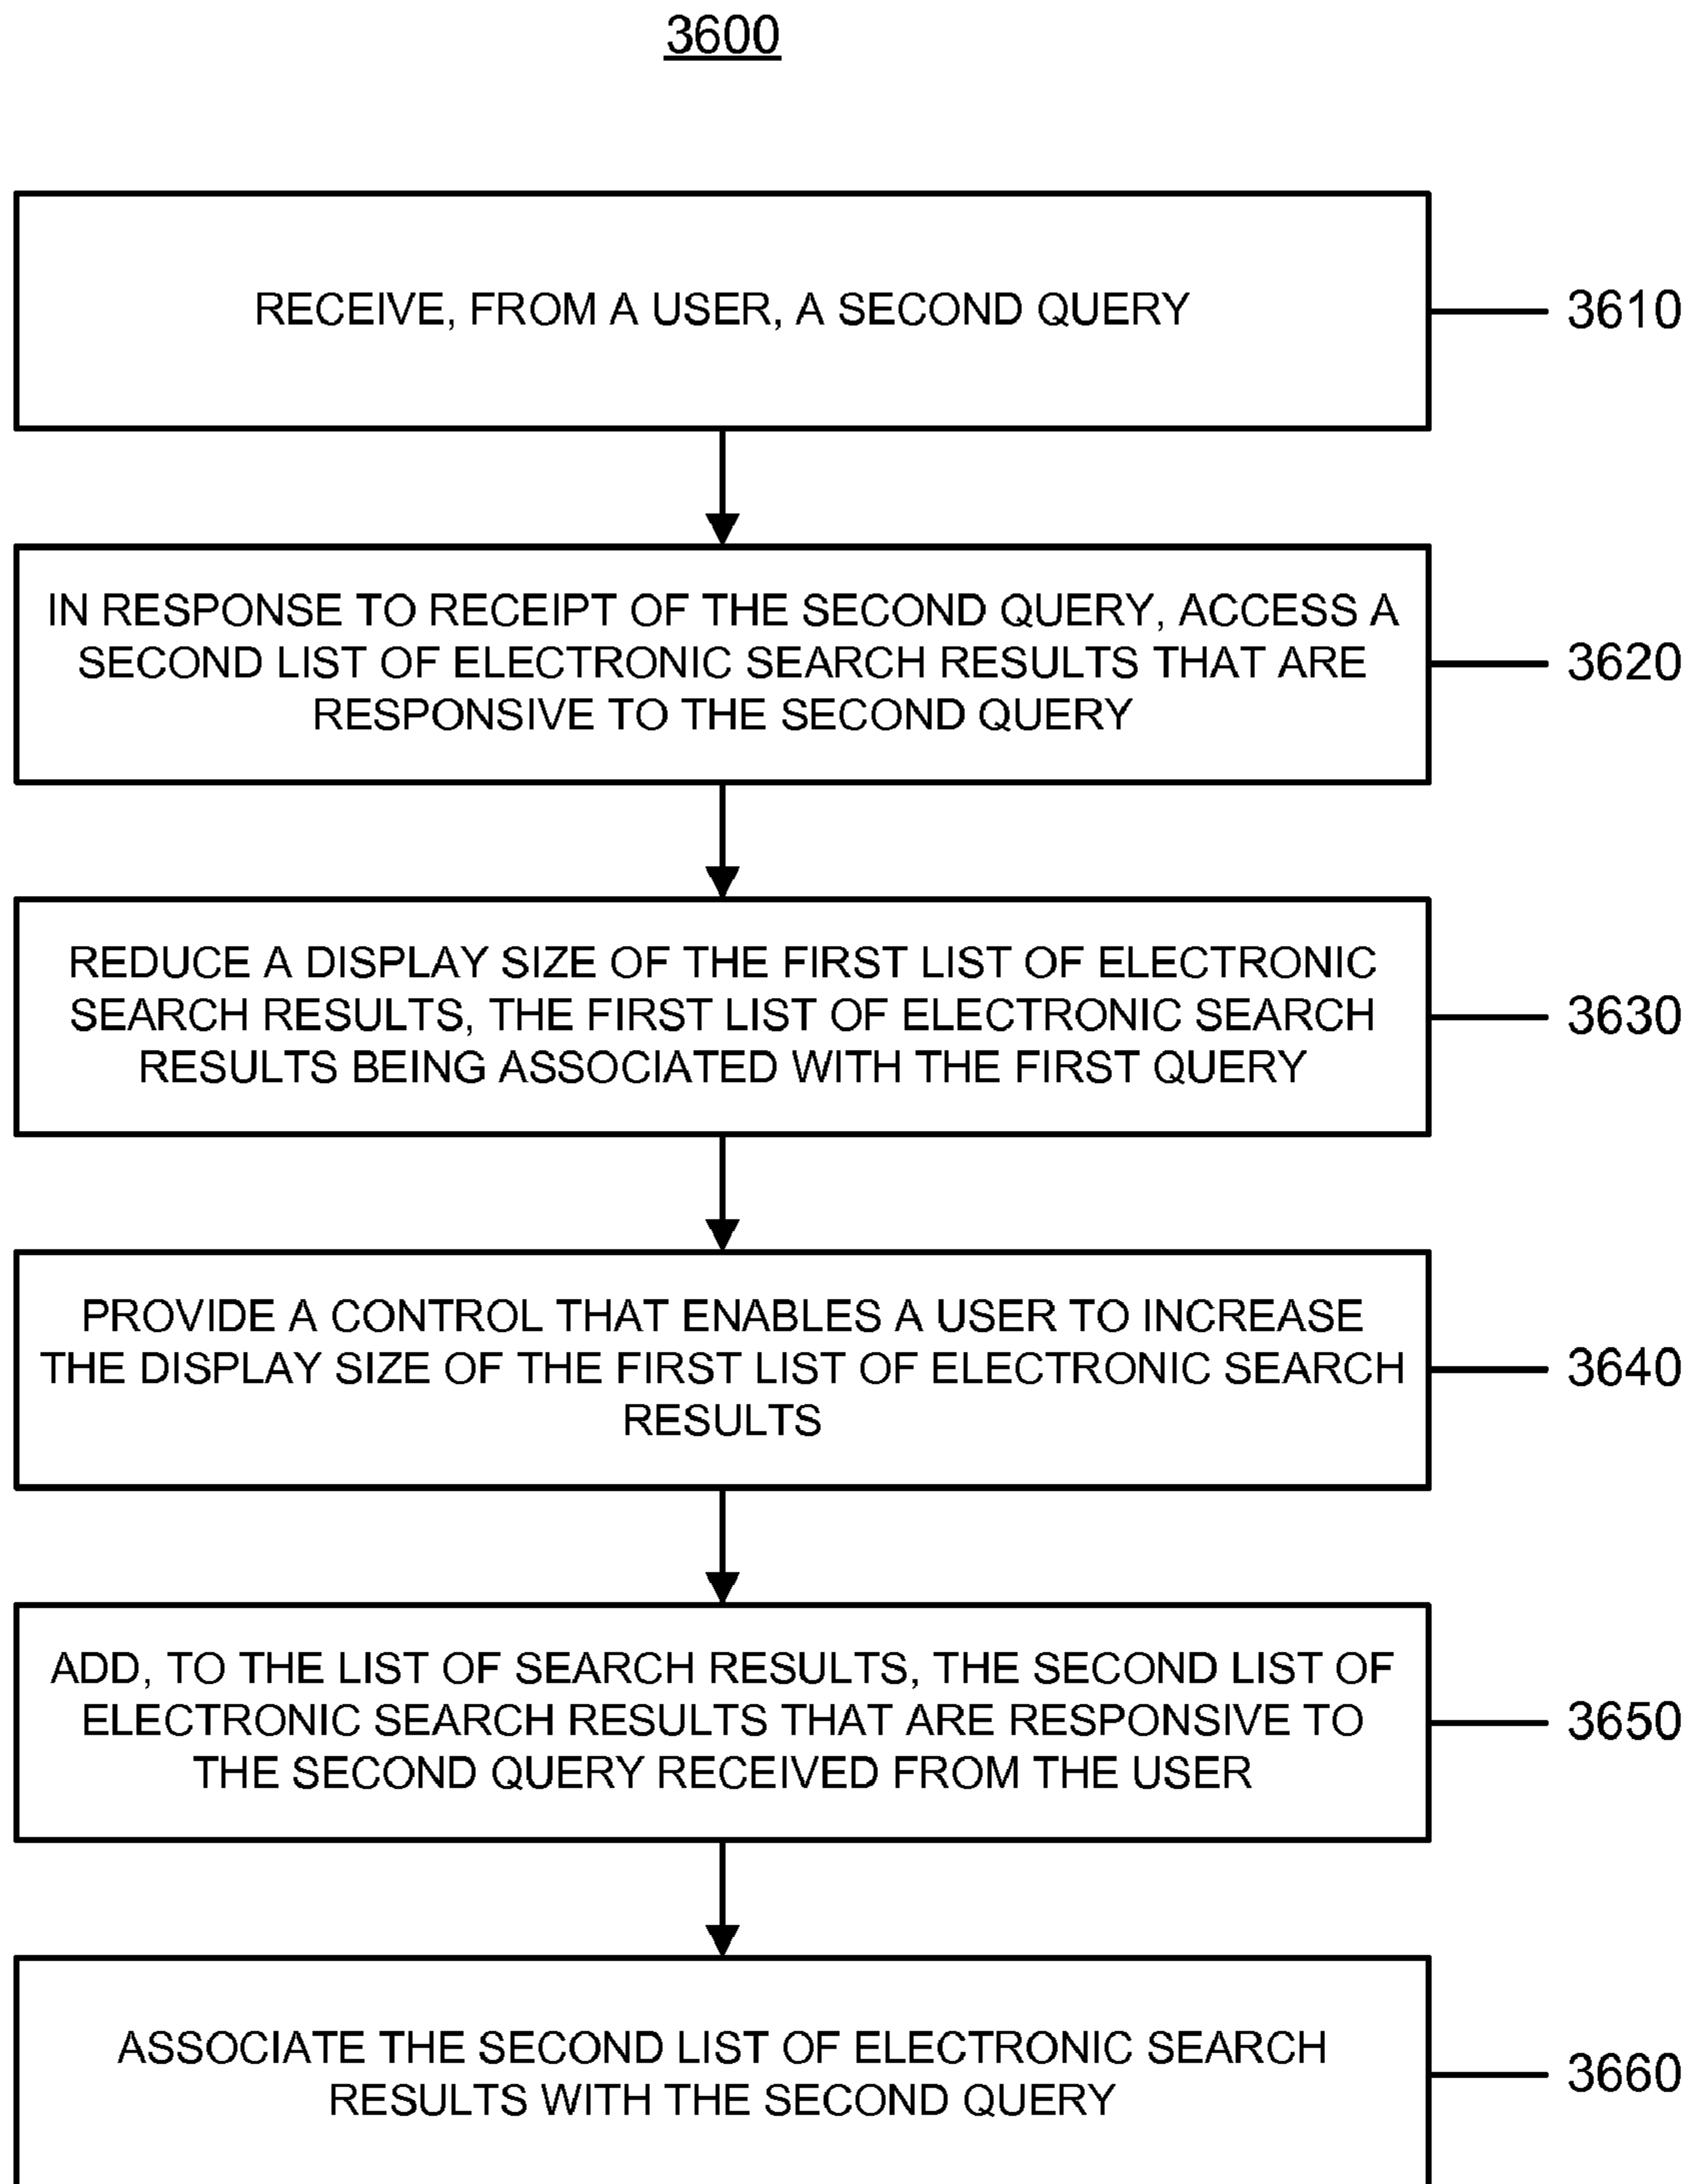 3600
RECEIVE, FROM A USER, A SECOND QUERY
3610
IN RESPONSE TO RECEIPT OF THE SECOND QUERY, ACCESS A
SECOND LIST OF ELECTRONIC SEARCH RESULTS THAT ARE
RESPONSIVE TO THE SECOND QUERY
3620
REDUCE A DISPLAY SIZE OF THE FIRST LIST OF ELECTRONIC
SEARCH RESULTS, THE FIRST LIST OF ELECTRONIC SEARCH
RESULTS BEING ASSOCIATED WITH THE FIRST QUERY
3630
PROVIDE A CONTROL THAT ENABLES A USER TO INCREASE
THE DISPLAY SIZE OF THE FIRST LIST OF ELECTRONIC SEARCH
RESULTS
3640
ADD, TO THE LIST OF SEARCH RESULTS, THE SECOND LIST OF
ELECTRONIC SEARCH RESULTS THAT ARE RESPONSIVE TO
THE SECOND QUERY RECEIVED FROM THE USER
3650
ASSOCIATE THE SECOND LIST OF ELECTRONIC SEARCH
RESULTS WITH THE SECOND QUERY
3660